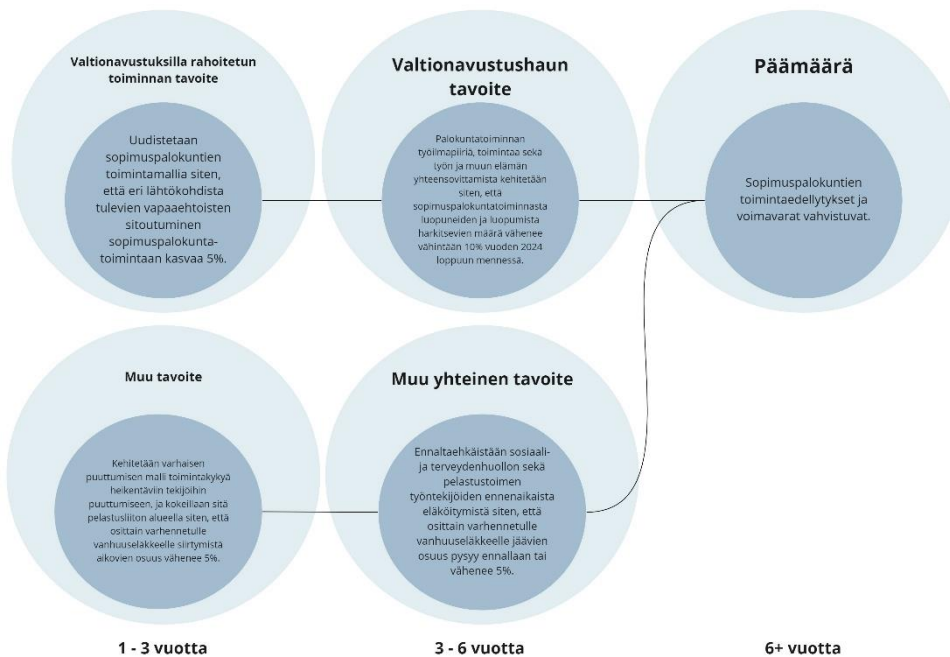 Valtionavustuksilla rahoitetun
toiminnan tavoite
Uudistetaan
sopimuspalokuntien
toimintamallia siten,
että eri lähtökohdista
tulevien vapaaehtoisten
sitoutuminen
sopimuspalokunta-
toimintaan kasvaa 5%.
Valtionavustushaun
tavoite
Palokuntatoiminnan
työilmapiiriä, toimintaa sekä
työn ja muun elämän
yhteensovittamista kehitetään
siten, että
sopimuspalokuntatoiminnasta
luopuneiden ja luopumista
harkitsevien määrä vähenee
vähintään 10% vuoden 2024
loppuun mennessä.
Päämäärä
Sopimuspalokuntien
toimintaedellytykset ja
voimavarat vahvistuvat.
Muu tavoite
Kehitetään varhaisen
puuttumisen malli toimintakykyä
heikentäviin tekijöihin
puuttumiseen, ja kokeillaan sitä
pelastusliiton alueella siten, että
osittain varhennetulle
vanhuuseläkkeelle siirtymistä
aikovien osuus vähenee 5%.
Muu yhteinen tavoite
Ennaltaehkäistään sosiaali-
ja terveydenhuollon sekä
pelastustoimen
työntekijöiden ennenaikaista
eläköitymistä siten, että
osittain varhennetulle
vanhuuseläkkeelle jäävien
osuus pysyy ennallaan tai
vähenee 5%.
1 - 3 vuotta
3 - 6 vuotta
6+ vuotta